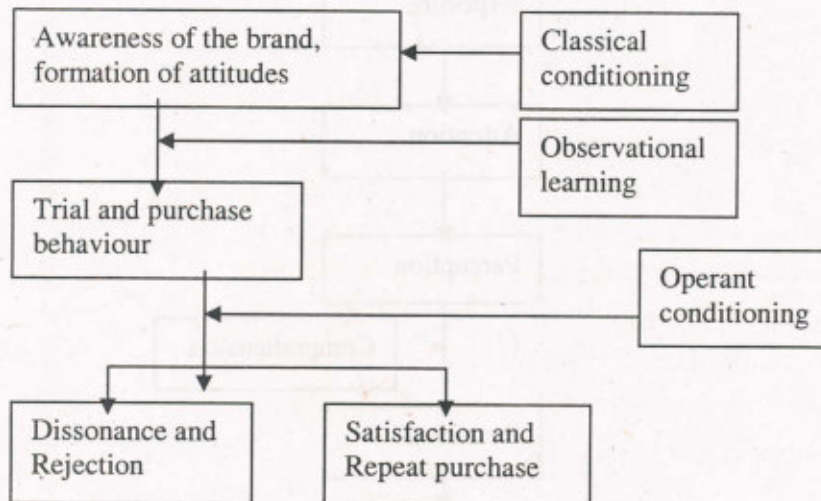 Awareness of the brand,
formation of attitudes
Classical
conditioning
Observational
learning
Trial and purchase
behaviour
Operant
conditioning
Dissonance and
Rejection
Satisfaction and
Repeat purchase